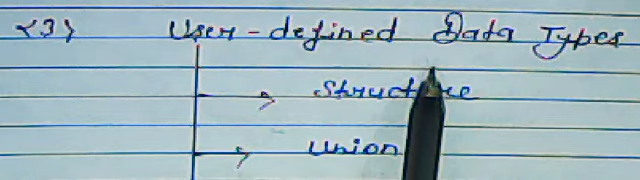 <3> User-defined Data Types
→ Structure
→ Union